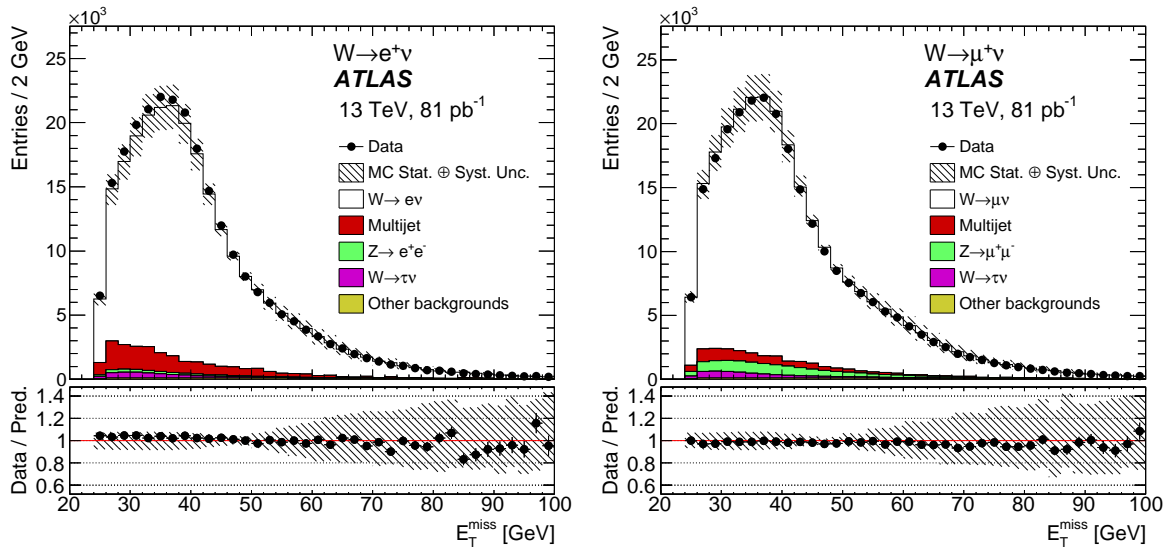 ×10³
Entries / 2 GeV
25
20
15
10
5
0
W→e⁺ν
ATLAS
13 TeV, 81 pb⁻¹
Data
MC Stat. ⊕ Syst. Unc.
W→ eν
Multijet
Z→ e⁺e⁻
W→τν
Other backgrounds
Data / Pred.
1.4
1.2
1
0.8
0.6
20 30 40 50 60 70 80 90 100
E_T^miss [GeV]
×10³
Entries / 2 GeV
25
20
15
10
5
0
W→μ⁺ν
ATLAS
13 TeV, 81 pb⁻¹
Data
MC Stat. ⊕ Syst. Unc.
W→μν
Multijet
Z→μ⁺μ⁻
W→τν
Other backgrounds
Data / Pred.
1.4
1.2
1
0.8
0.6
20 30 40 50 60 70 80 90 100
E_T^miss [GeV]